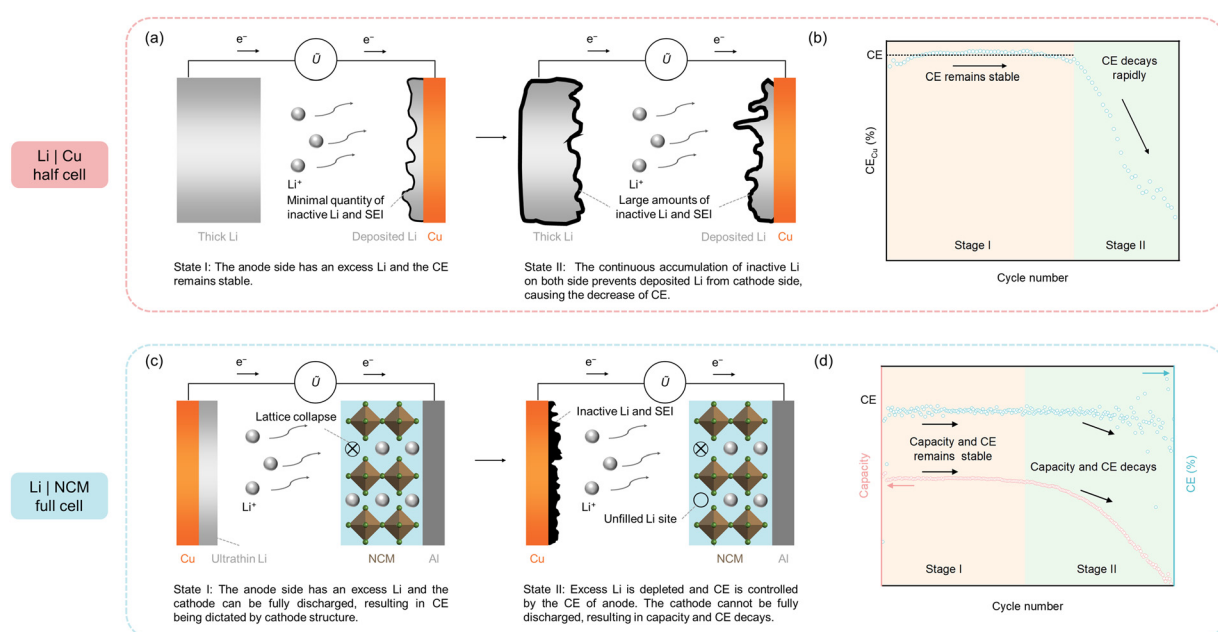 Li | Cu
half cell
(a)
e⁻
Ü
e⁻
Li⁺
Minimal quantity of
inactive Li and SEI
Thick Li
Deposited Li
Cu
State I: The anode side has an excess Li and the CE
remains stable.
e⁻
Ü
e⁻
Li⁺
Large amounts of
inactive Li and SEI
Thick Li
Deposited Li
Cu
State II: The continuous accumulation of inactive Li
on both side prevents deposited Li from cathode side,
causing the decrease of CE.
(b)
CE
CE remains stable
CE decays
rapidly
CE_Cu (%)
Stage I
Stage II
Cycle number
Li | NCM
full cell
(c)
e⁻
Ü
e⁻
Lattice collapse
Li⁺
Cu
Ultrathin Li
NCM
Al
State I: The anode side has an excess Li and the
cathode can be fully discharged, resulting in CE
being dictated by cathode structure.
e⁻
Ü
e⁻
Inactive Li and SEI
Li⁺
Unfilled Li site
Cu
NCM
Al
State II: Excess Li is depleted and CE is controlled
by the CE of anode. The cathode cannot be fully
discharged, resulting in capacity and CE decays.
(d)
CE
Capacity and CE
remains stable
Capacity and CE decays
Capacity
CE (%)
Stage I
Stage II
Cycle number